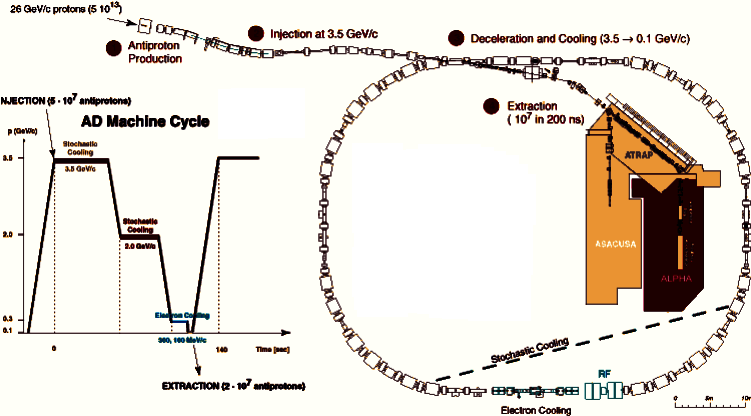 26 GeV/c protons (5 10¹³)
Antiproton
Production
Injection at 3.5 GeV/c
Deceleration and Cooling (3.5 → 0.1 GeV/c)
Extraction
( 10⁷ in 200 ns)
ATRAP
ASACUSA
ALPHA
Stochastic Cooling
RF
Electron Cooling
0 5m 10m
NJECTION (5 · 10⁷ antiprotons)
AD Machine Cycle
p (GeV/c)
Stochastic
Cooling
3.5
3.5 GeV/c
Stochastic
Cooling
2.0
2.0 GeV/c
Electron Cooling
0.3
0.1
300, 100 MeV/c
0 140 Time [sec]
EXTRACTION (2 · 10⁷ antiprotons)